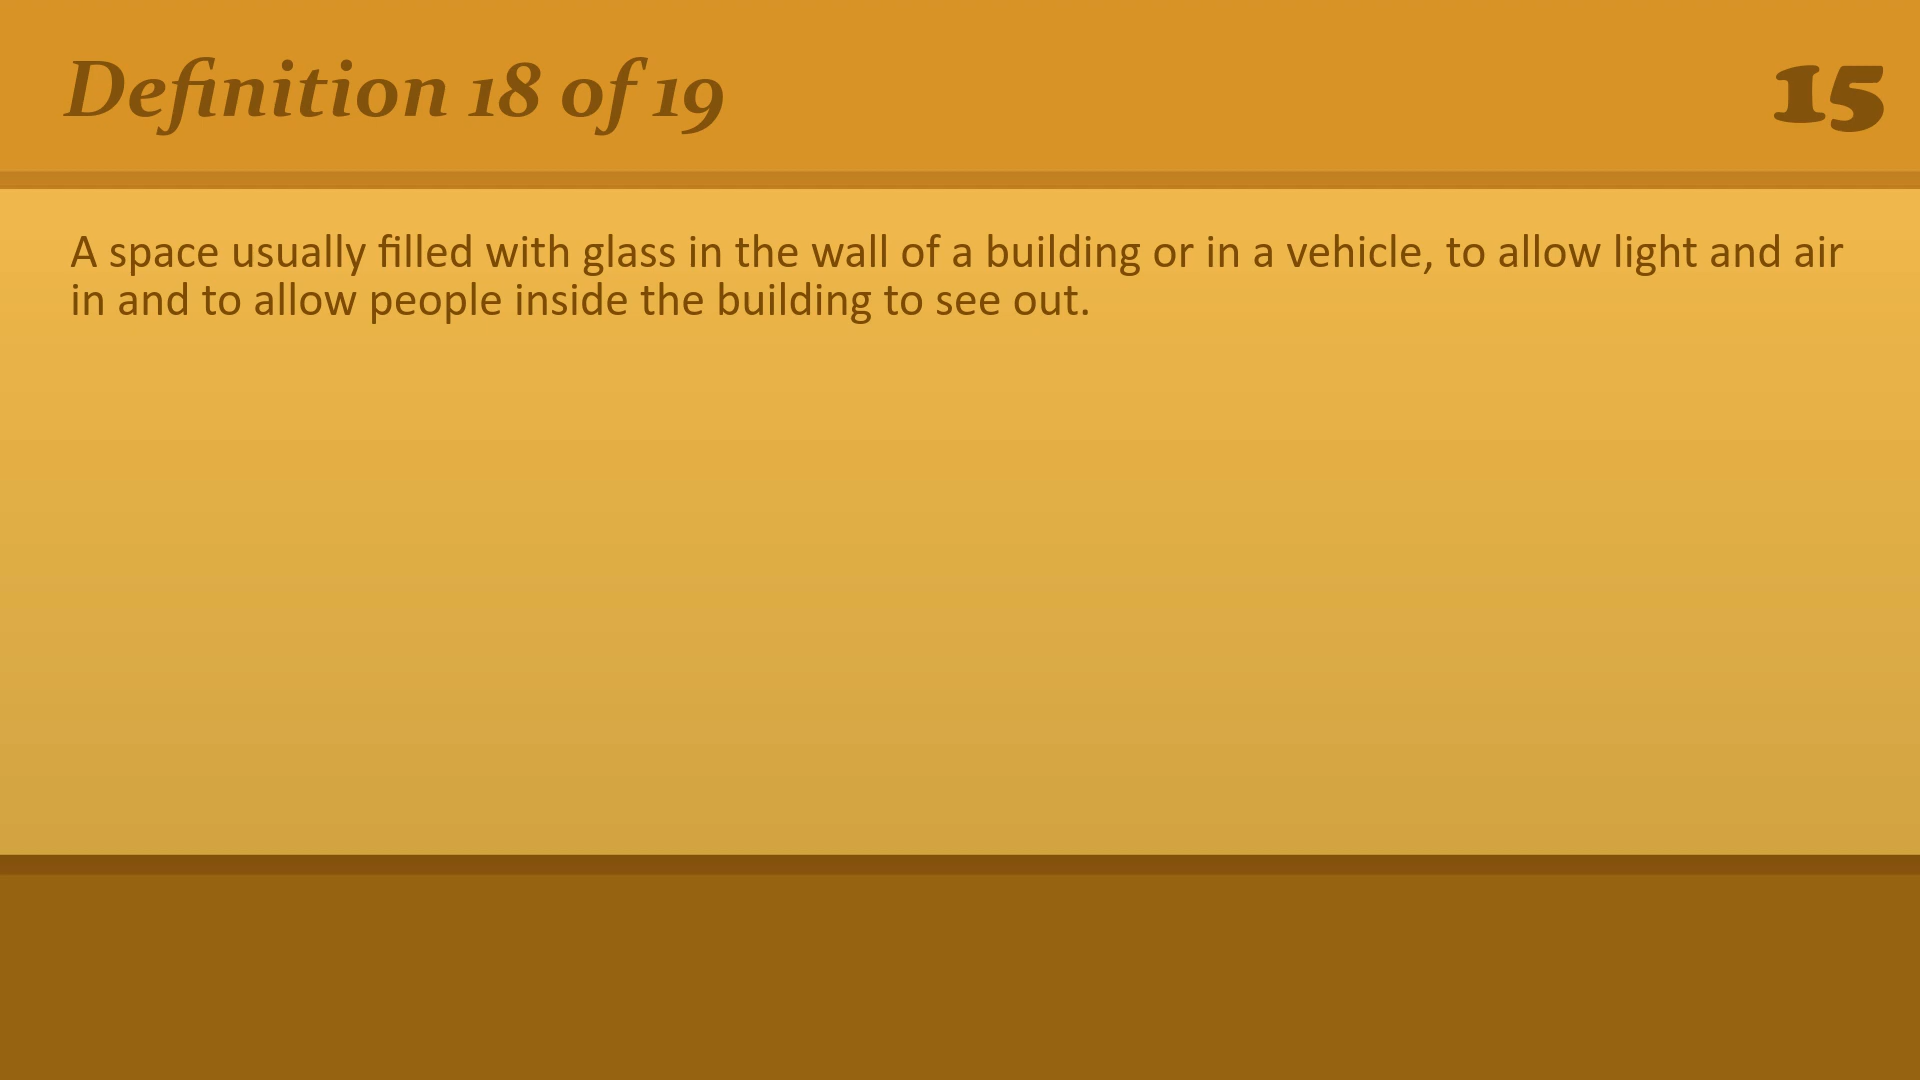 Definition 18 of 19
15
A space usually filled with glass in the wall of a building or in a vehicle, to allow light and air
in and to allow people inside the building to see out.